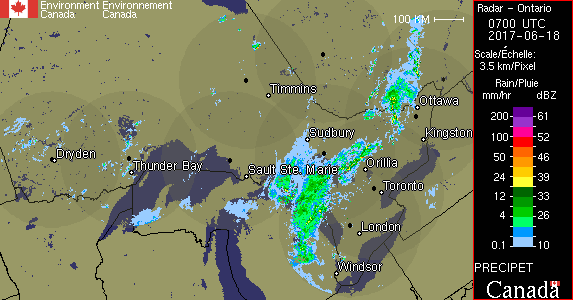 Environment Environnement
Canada Canada
100 KM
Timmins
Ottawa
Sudbury
Kingston
Dryden
Thunder Bay
Sault Ste. Marie
Orillia
Toronto
London
Windsor
Radar - Ontario
0700 UTC
2017-06-18
Scale/Échelle:
3.5 km/Pixel
Rain/Pluie
mm/hr dBZ
200 61
100 52
50 46
24 39
12 33
4 26
0.1 10
PRECIPET
Canada